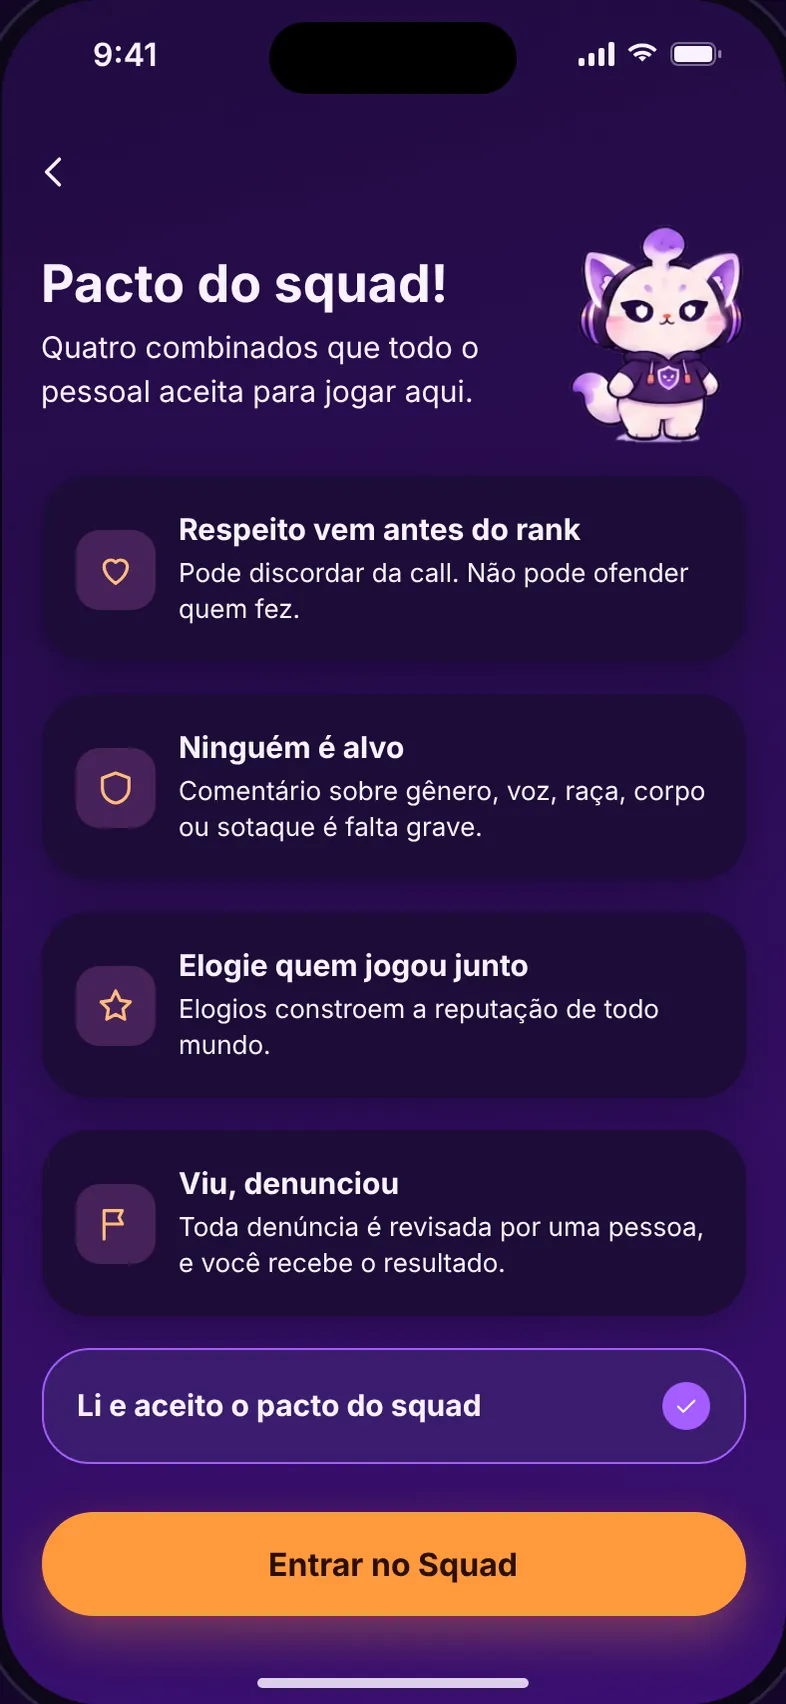 9:41
Pacto do squad!
Quatro combinados que todo o
pessoal aceita para jogar aqui.
Respeito vem antes do rank
Pode discordar da call. Não pode ofender
quem fez.
Ninguém é alvo
Comentário sobre gênero, voz, raça, corpo
ou sotaque é falta grave.
Elogie quem jogou junto
Elogios constroem a reputação de todo
mundo.
Viu, denunciou
Toda denúncia é revisada por uma pessoa,
e você recebe o resultado.
Li e aceito o pacto do squad
Entrar no Squad